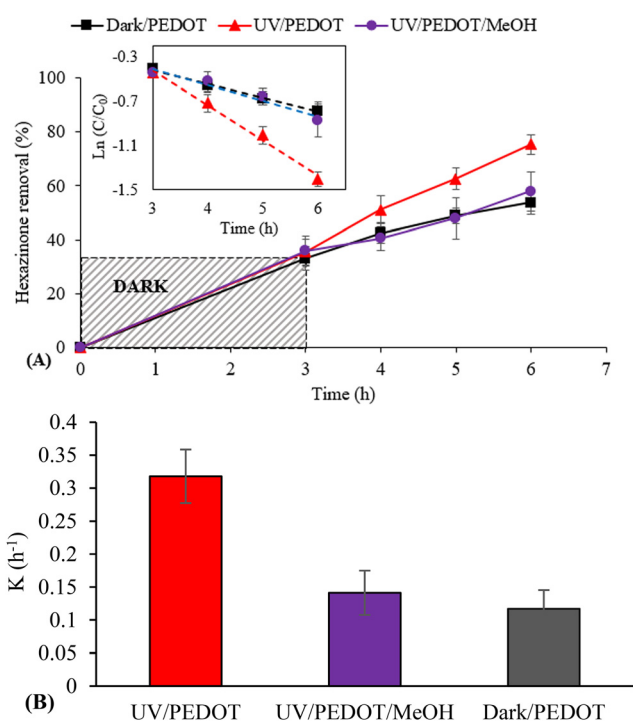 Dark/PEDOT UV/PEDOT UV/PEDOT/MeOH
Hexazinone removal (%)
100
80
60
40
20
0
0 1 2 3 4 5 6 7
Time (h)
DARK
(A)
Ln (C/C₀)
-0.3
-0.7
-1.1
-1.5
3 4 5 6
Time (h)
K (h⁻¹)
0.4
0.35
0.3
0.25
0.2
0.15
0.1
0.05
0
UV/PEDOT UV/PEDOT/MeOH Dark/PEDOT
(B)